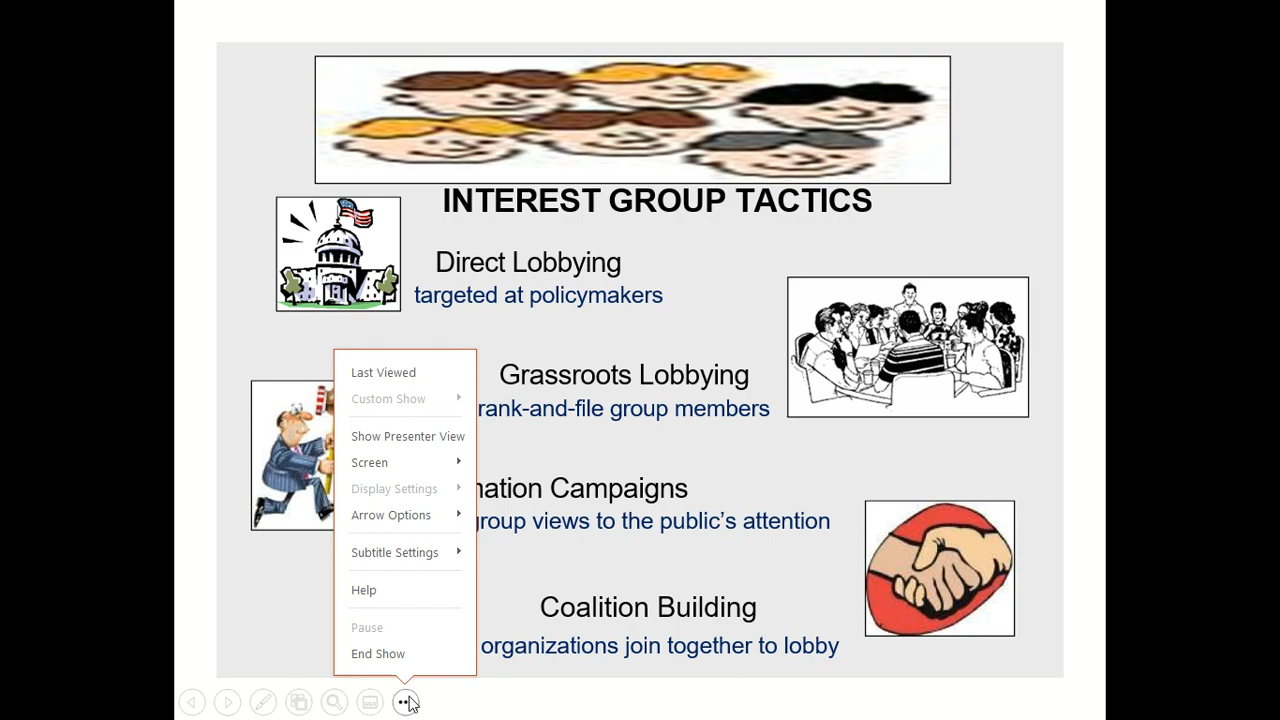 INTEREST GROUP TACTICS
Direct Lobbying
targeted at policymakers
Grassroots Lobbying
rank-and-file group members
Campaigns
group views to the public’s attention
Coalition Building
organizations join together to lobby
Last Viewed
Custom Show
Show Presenter View
Screen
Display Settings
Arrow Options
Subtitle Settings
Help
Pause
End Show